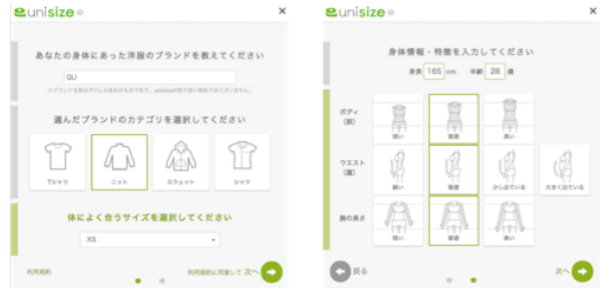 unisize
×
あなたの身体にあった洋服のブランドを教えてください
GU
選んだブランドのカテゴリを選択してください
Tシャツ
ニット
スウェット
シャツ
体によく合うサイズを選択してください
XS
利用規約
利用規約に同意して 次へ
unisize
×
身体情報・特徴を入力してください
身長 165 cm 年齢 28 歳
ボディ
(胴)
短い
普通
長い
ウエスト
(腹)
細い
普通
少し出ている
大きく出ている
腕の長さ
短い
普通
長い
戻る
次へ